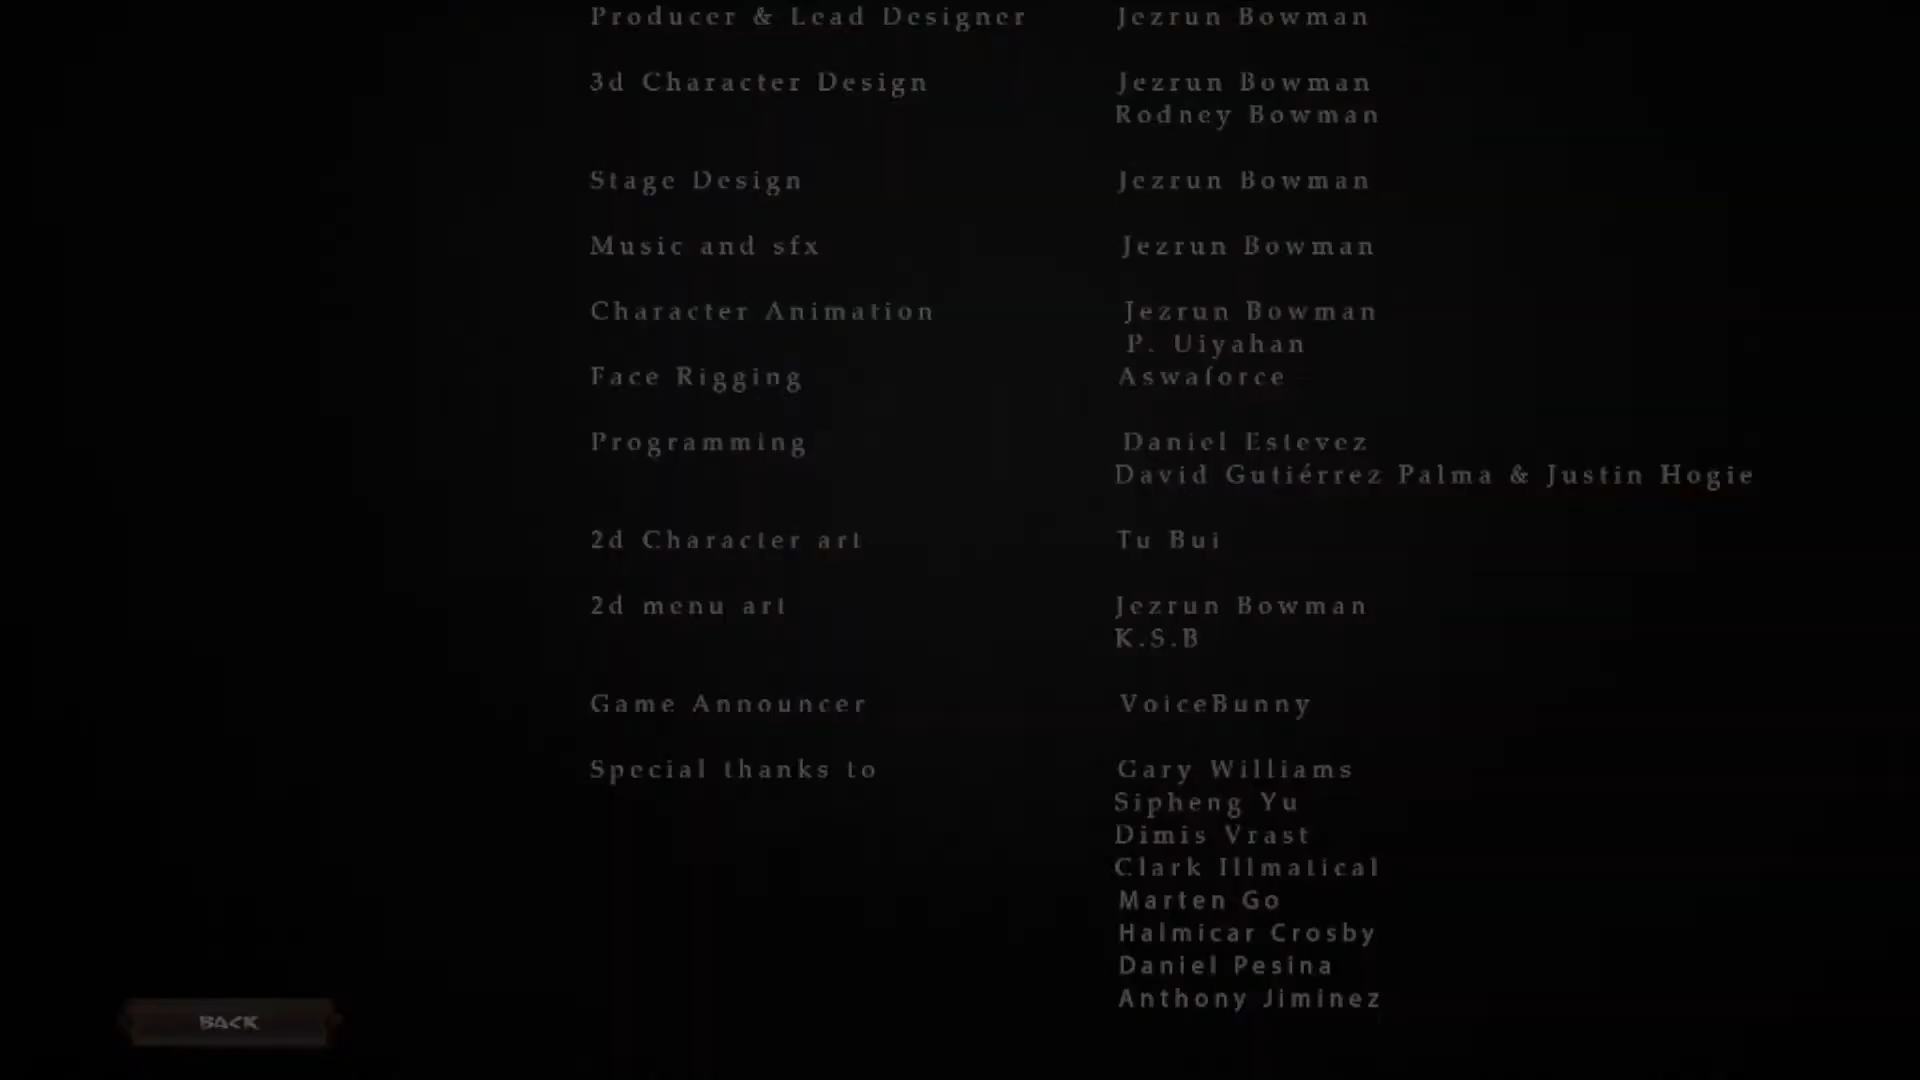 Producer & Lead Designer Jezrun Bowman
3d Character Design Jezrun Bowman
Rodney Bowman
Stage Design Jezrun Bowman
Music and sfx Jezrun Bowman
Character Animation Jezrun Bowman
P. Uiyahan
Face Rigging Aswaforce
Programming Daniel Estevez
David Gutiérrez Palma & Justin Hogie
2d Character art Tu Bui
2d menu art Jezrun Bowman
K.S.B
Game Announcer VoiceBunny
Special thanks to Gary Williams
Sipheng Yu
Dimis Vrast
Clark Illmatical
Marten Go
Halmicar Crosby
Daniel Pesina
Anthony Jiminez
BACK